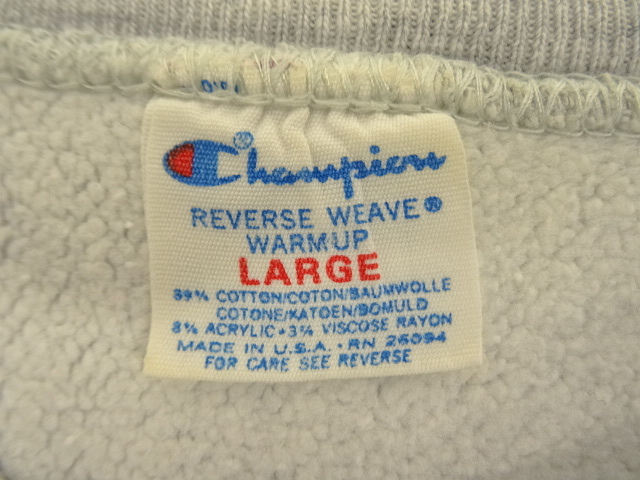 Champion®
REVERSE WEAVE®
WARMUP
LARGE
89% COTTON/COTON/BAUMWOLLE
COTONE/KATOEN/BOMULD
8% ACRYLIC • 3% VISCOSE RAYON
MADE IN U.S.A. • RN 26094
FOR CARE SEE REVERSE